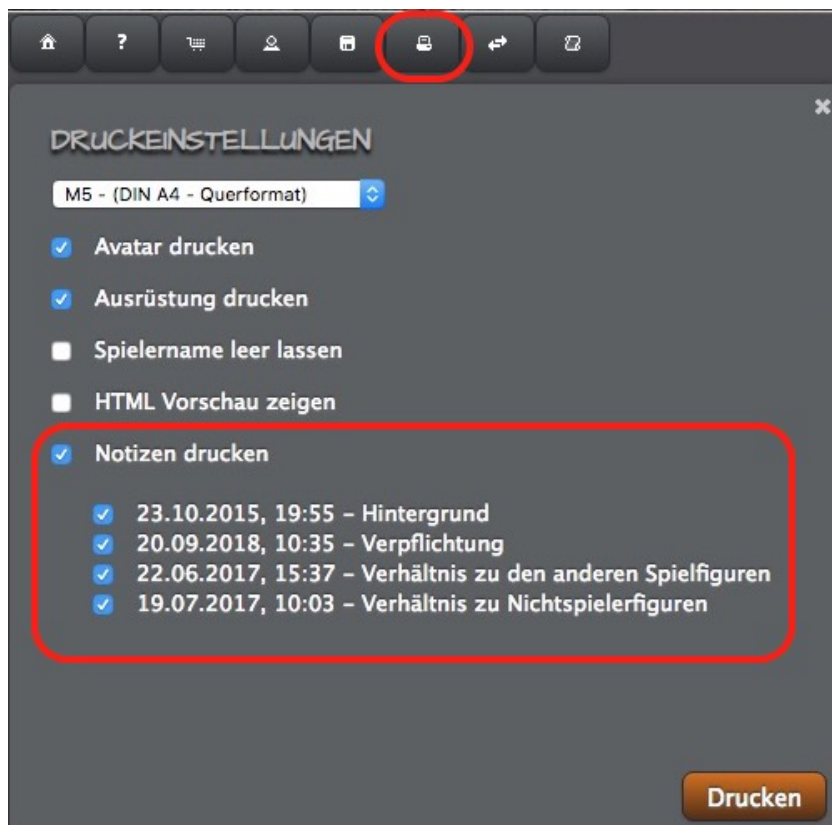 ?
DRUCKEINSTELLUNGEN
M5 - (DIN A4 - Querformat)
Avatar drucken
Ausrüstung drucken
Spielername leer lassen
HTML Vorschau zeigen
Notizen drucken
23.10.2015, 19:55 – Hintergrund
20.09.2018, 10:35 – Verpflichtung
22.06.2017, 15:37 – Verhältnis zu den anderen Spielfiguren
19.07.2017, 10:03 – Verhältnis zu Nichtspielerfiguren
Drucken